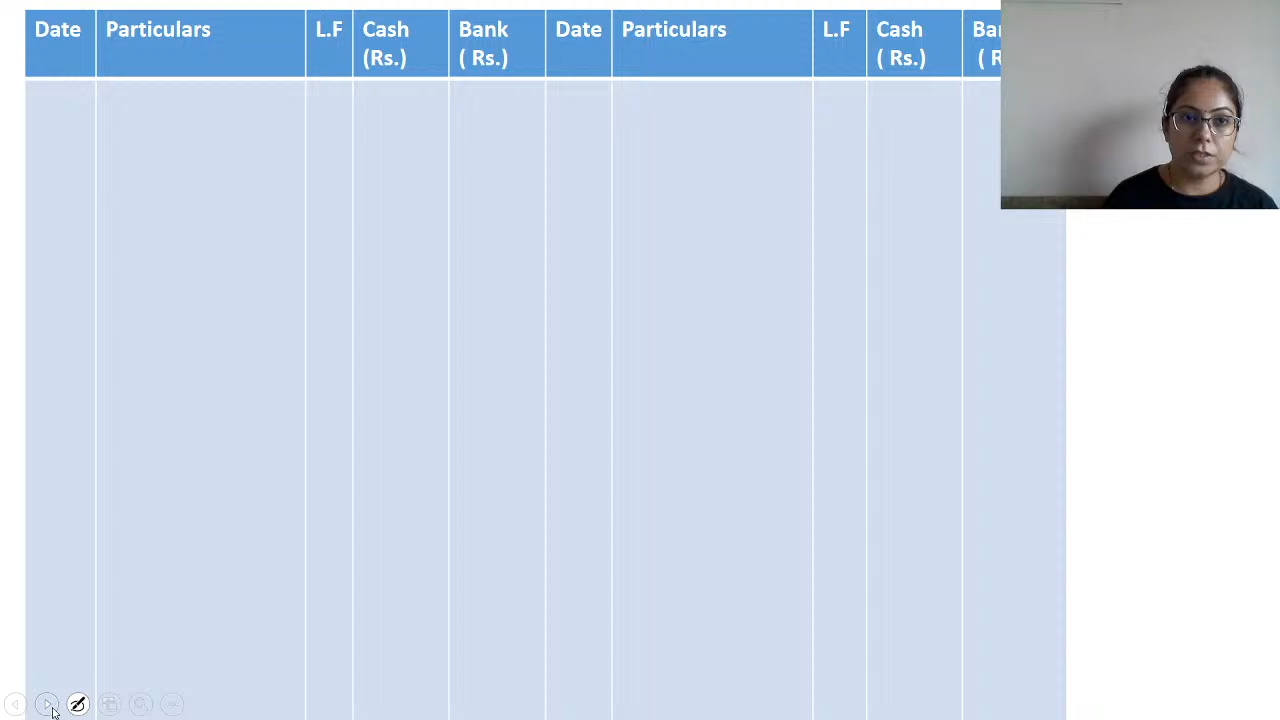 Date Particulars L.F Cash Bank Date Particulars L.F Cash
(Rs.) ( Rs.) ( Rs.)